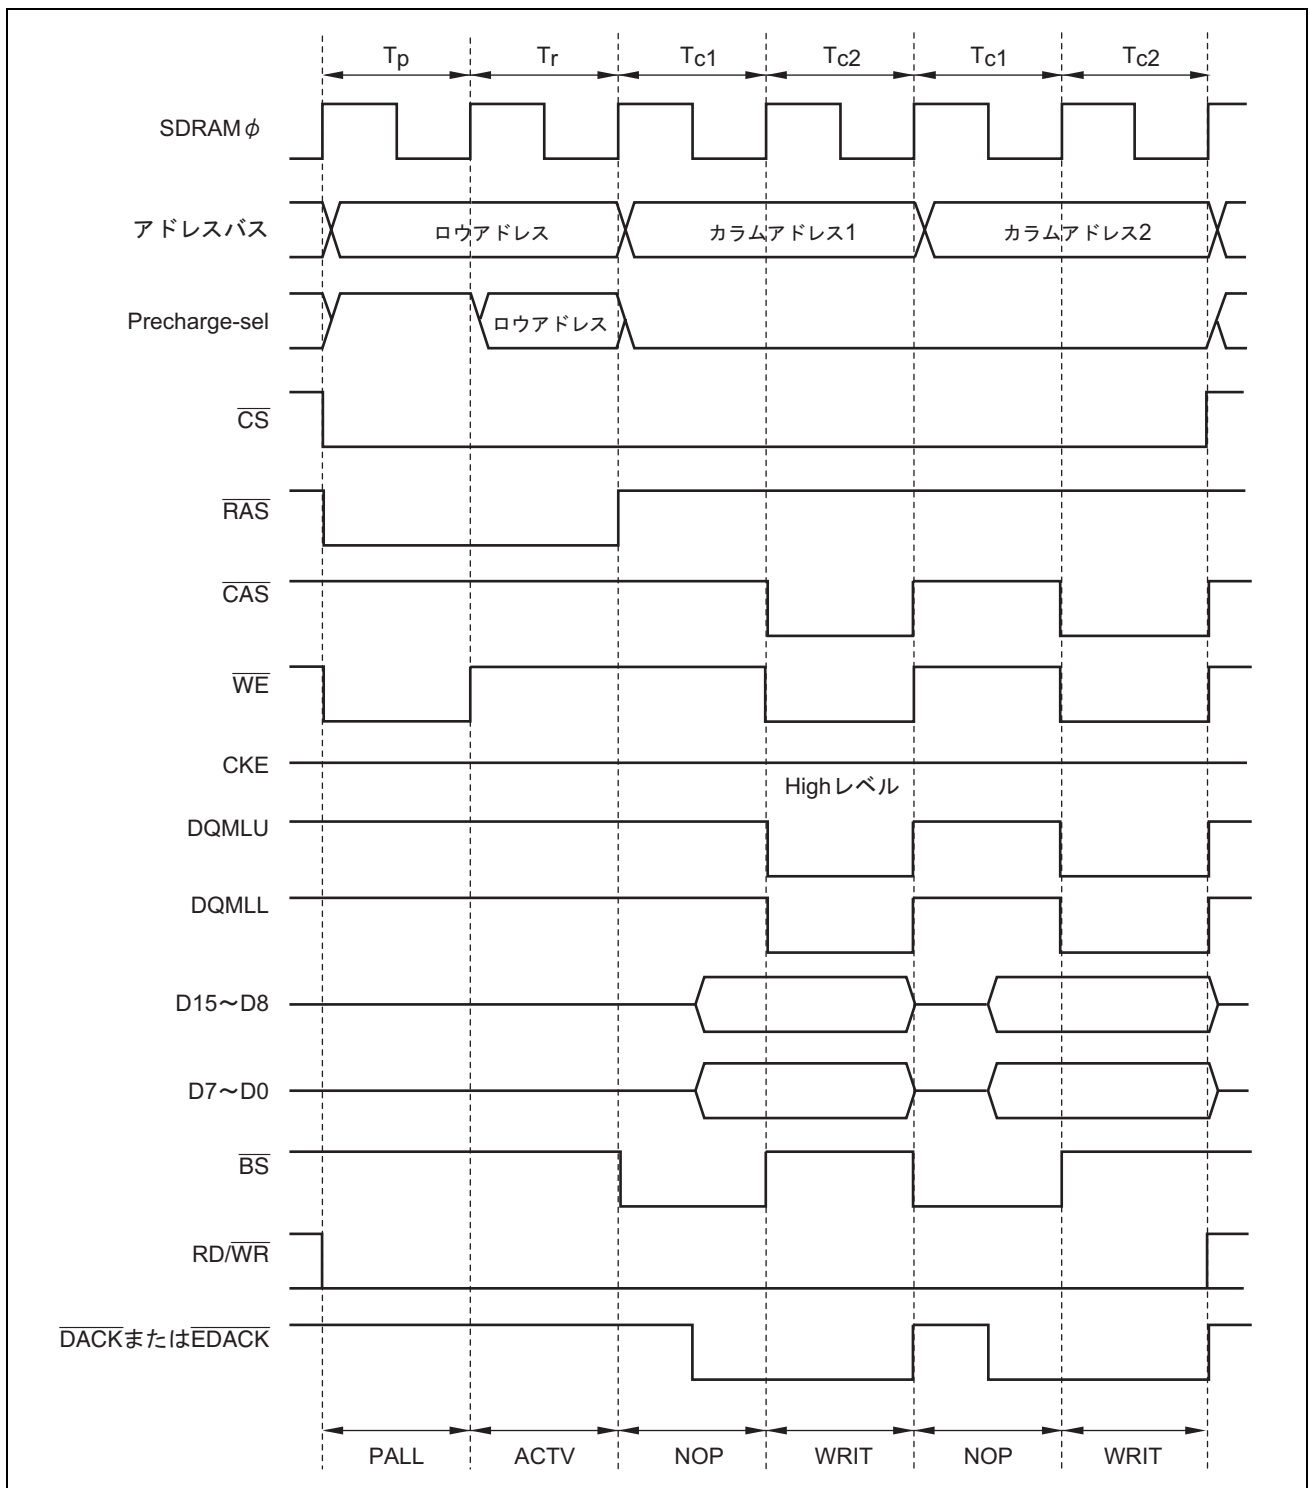 Tp Tr Tc1 Tc2 Tc1 Tc2
SDRAMφ
アドレスバス ロウアドレス カラムアドレス1 カラムアドレス2
Precharge-sel ロウアドレス
CS
RAS
CAS
WE
CKE
Highレベル
DQMLU
DQMLL
D15〜D8
D7〜D0
BS
RD/WR
DACKまたはEDACK
PALL ACTV NOP WRIT NOP WRIT